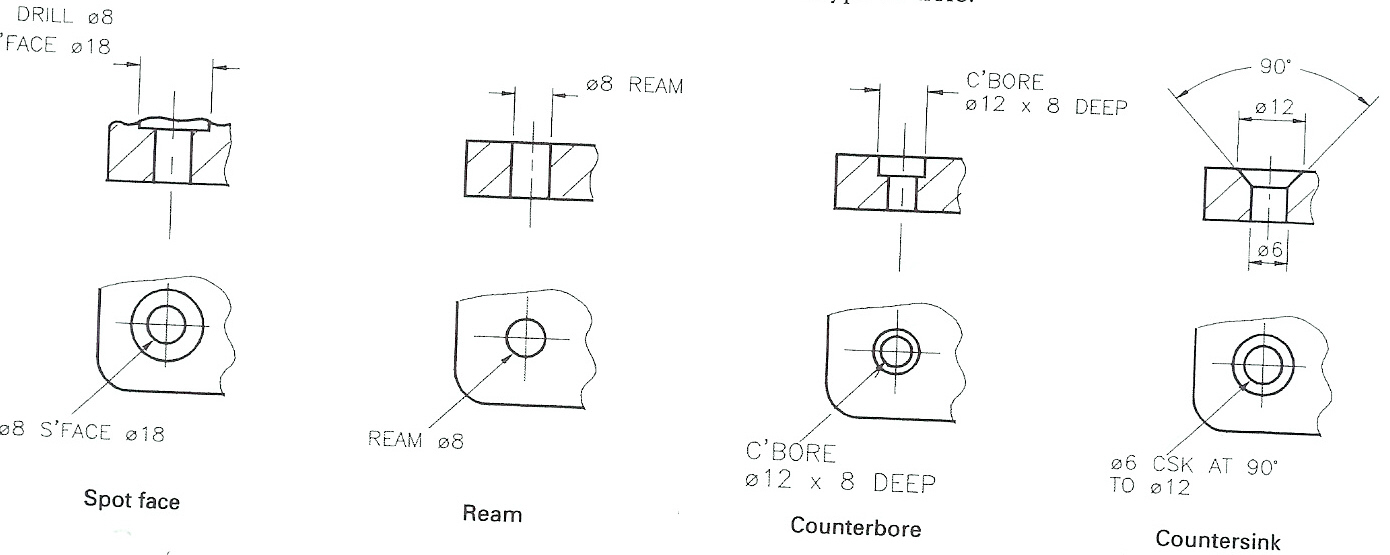 DRILL ø8
'FACE ø18
ø8 S'FACE ø18
Spot face
ø8 REAM
REAM ø8
Ream
C'BORE
ø12 x 8 DEEP
C'BORE
ø12 x 8 DEEP
Counterbore
90°
ø12
ø6
ø6 CSK AT 90°
TO ø12
Countersink